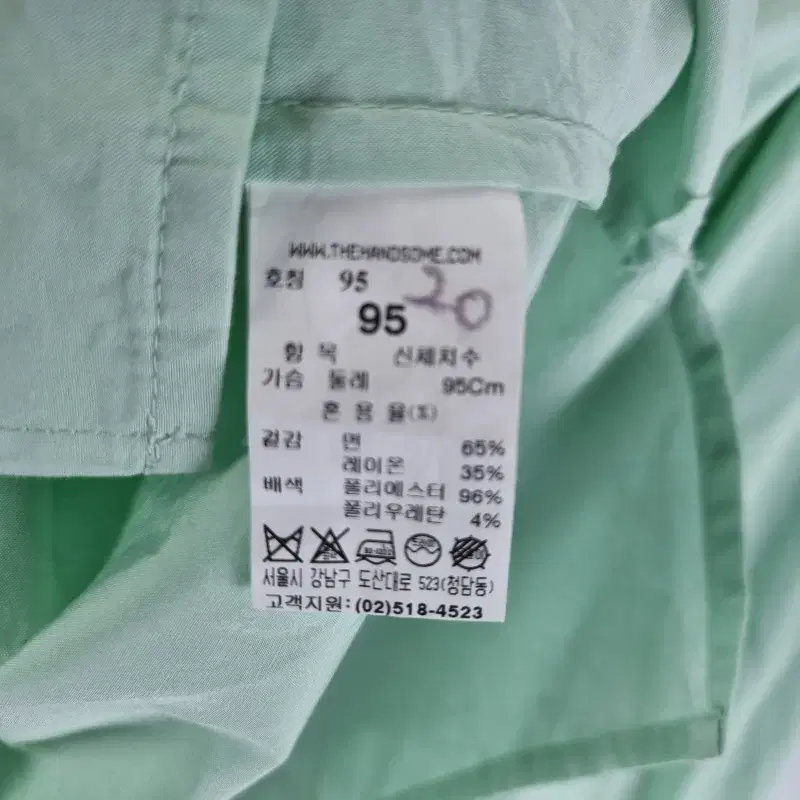 WWW.THEHANDSOME.COM
호칭 95
20
95
항 목 신체치수
가슴 둘레 95Cm
혼 용 율(%)
겉감 면 65%
레이온 35%
배색 폴리에스터 96%
폴리우레탄 4%
서울시 강남구 도산대로 523(청담동)
고객지원: (02)518-4523